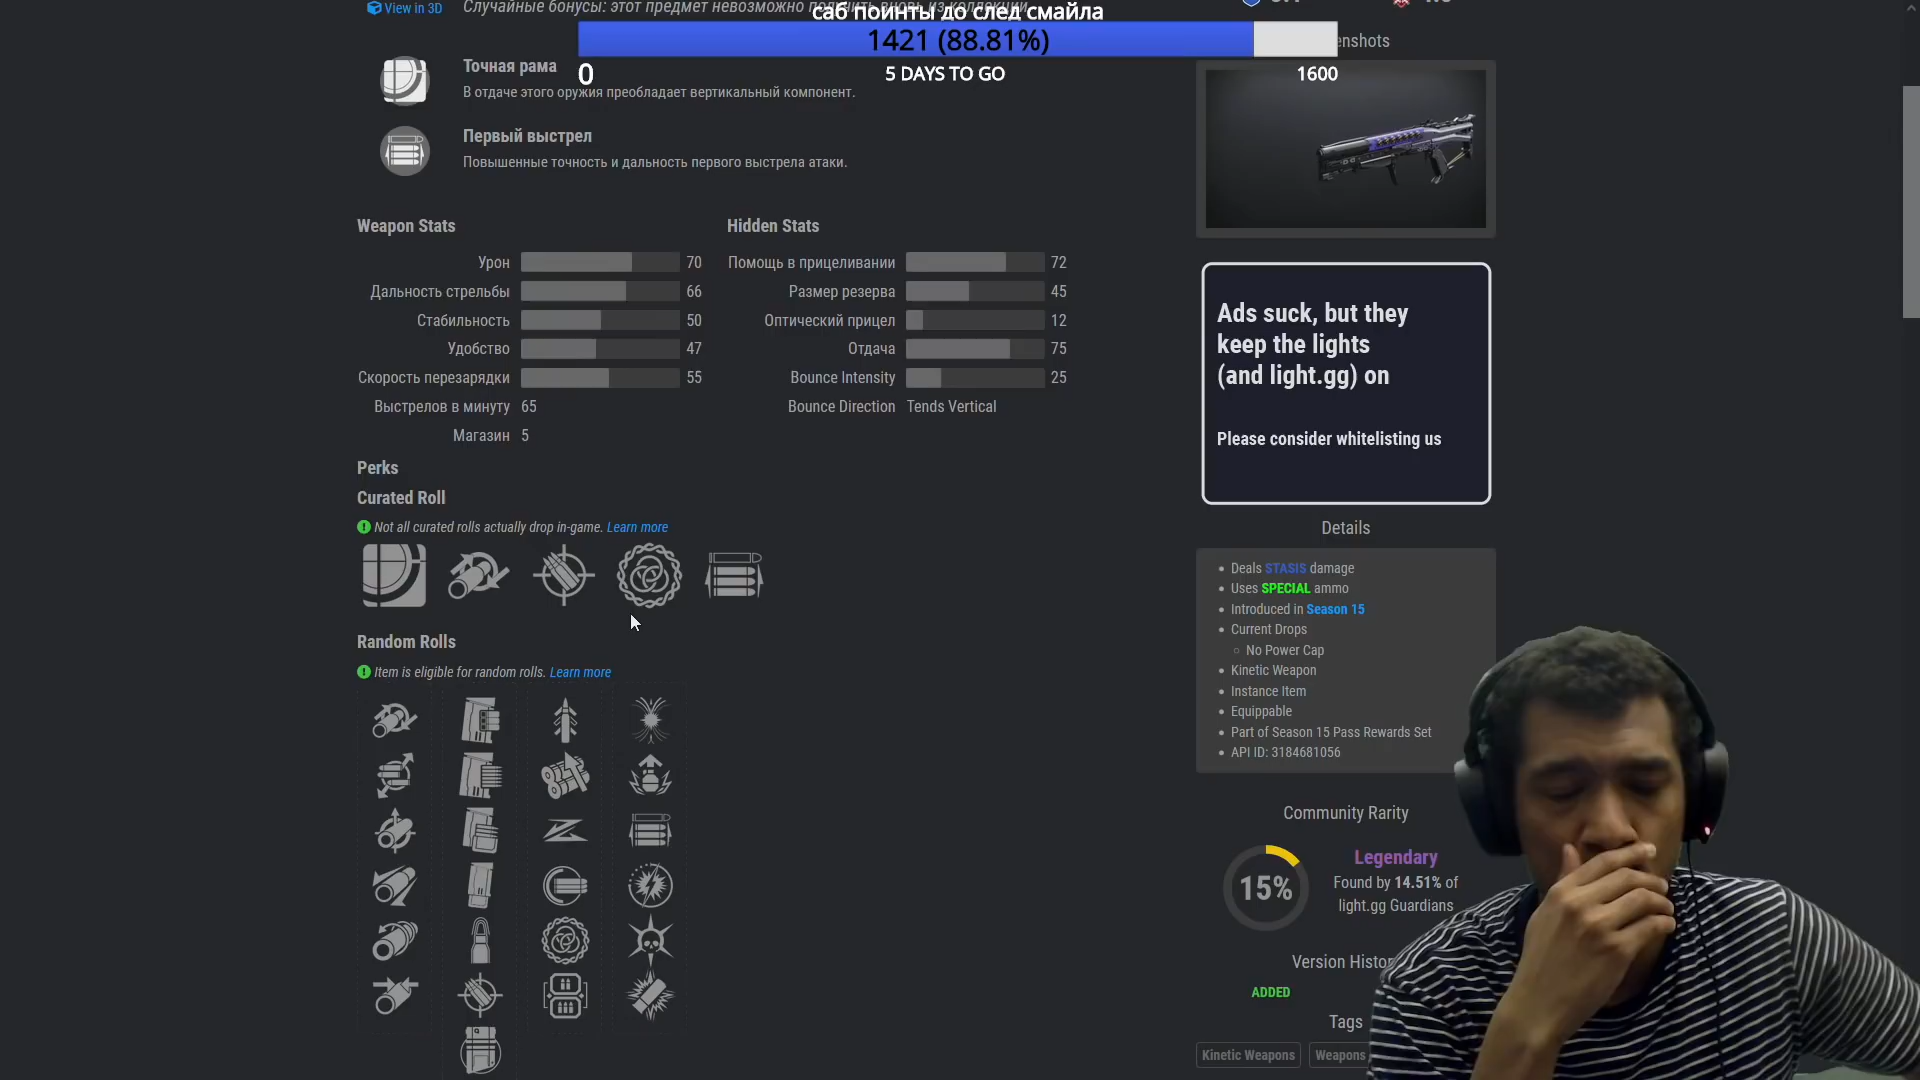 View in 3D
Случайные бонусы: этот предмет невозможно получить вновь из коллекции.
саб поинты до след смайла
1421 (88.81%)
0
5 DAYS TO GO
1600
Точная рама
В отдаче этого оружия преобладает вертикальный компонент.
Первый выстрел
Повышенные точность и дальность первого выстрела атаки.
Weapon Stats
Урон 70
Дальность стрельбы 66
Стабильность 50
Удобство 47
Скорость перезарядки 55
Выстрелов в минуту 65
Магазин 5
Hidden Stats
Помощь в прицеливании 72
Размер резерва 45
Оптический прицел 12
Отдача 75
Bounce Intensity 25
Bounce Direction Tends Vertical
Perks
Curated Roll
Not all curated rolls actually drop in-game. Learn more
Random Rolls
Item is eligible for random rolls. Learn more
enshots
Ads suck, but they
keep the lights
(and light.gg) on
Please consider whitelisting us
Details
Deals STASIS damage
Uses SPECIAL ammo
Introduced in Season 15
Current Drops
No Power Cap
Kinetic Weapon
Instance Item
Equippable
Part of Season 15 Pass Rewards Set
API ID: 3184681056
Community Rarity
15%
Legendary
Found by 14.51% of
light.gg Guardians
Version Histor
ADDED
Tags
Kinetic Weapons
Weapons